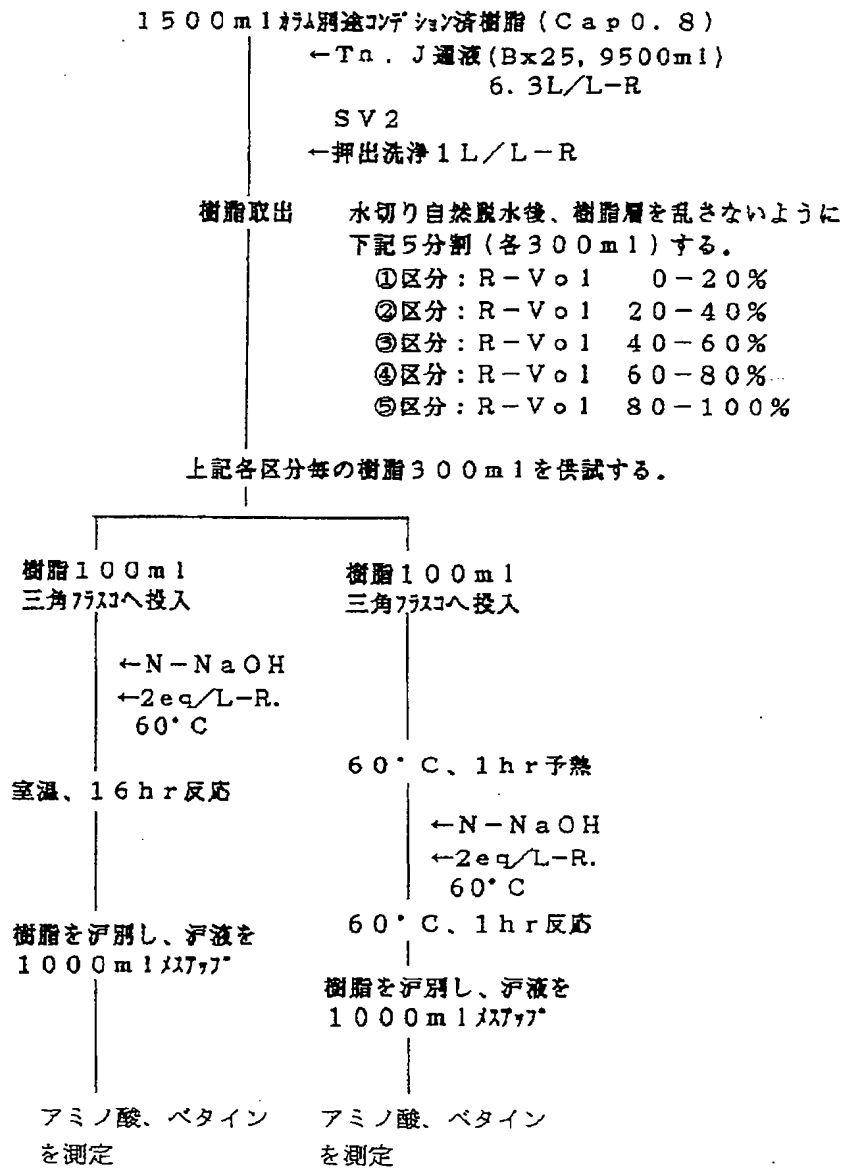 1500mlｶﾗﾑ別途ｺﾝﾃﾞｼｮﾝ済樹脂(Cap0.8)
←Tn.J通液(Bx25,9500ml)
6.3L/L-R
SV2
←押出洗浄1L/L-R
樹脂取出 水切り自然脱水後、樹脂層を乱さないように
下記5分割(各300ml)する。
①区分:R-Vol 0-20%
②区分:R-Vol 20-40%
③区分:R-Vol 40-60%
④区分:R-Vol 60-80%
⑤区分:R-Vol 80-100%
上記各区分毎の樹脂300mlを供試する。
樹脂100ml
三角ﾌﾗｽｺへ投入
←N-NaOH
←2eq/L-R.
60°C
室温、16hr反応
樹脂を沪別し、沪液を
1000mlﾒｽｱｯﾌﾟ
アミノ酸、ベタイン
を測定
樹脂100ml
三角ﾌﾗｽｺへ投入
60°C、1hr予熱
←N-NaOH
←2eq/L-R.
60°C
60°C、1hr反応
樹脂を沪別し、沪液を
1000mlﾒｽｱｯﾌﾟ
アミノ酸、ベタイン
を測定